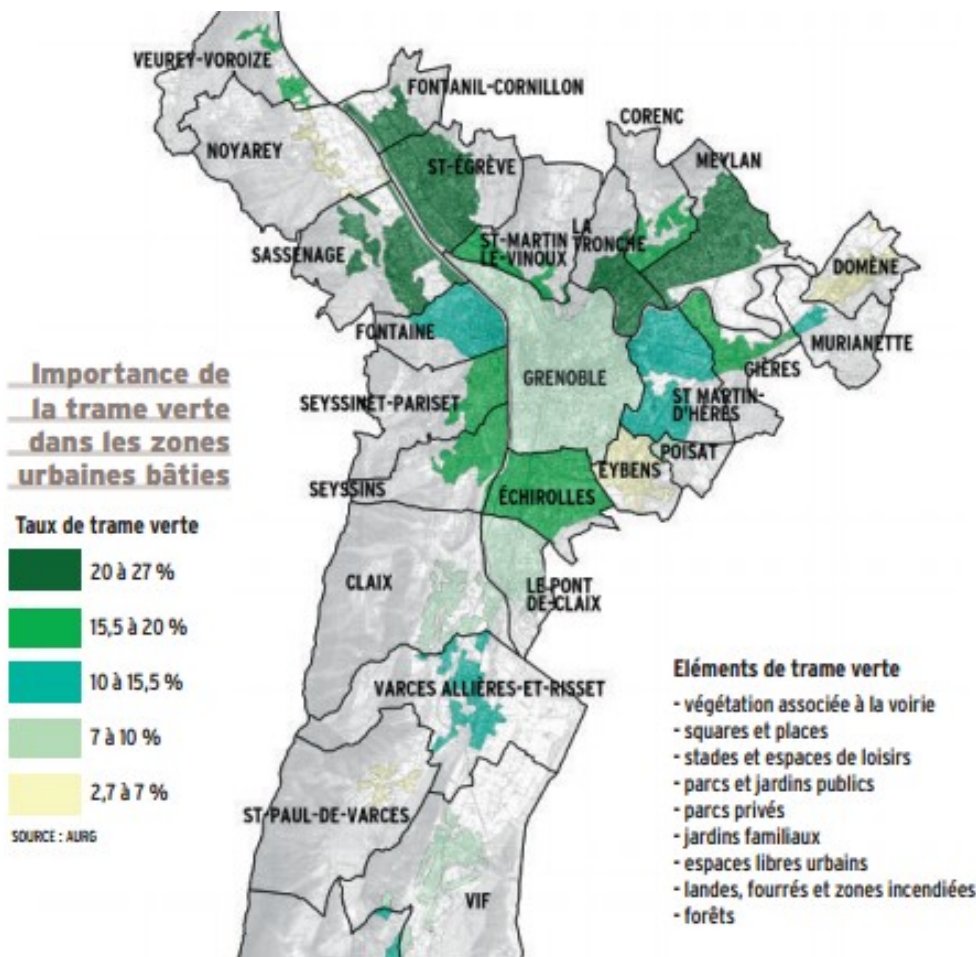 VEUREY-VOROIZE
FONTANIL-CORNILLON
CORENC
NOYAREY
ST-ÉGRÈVE
MEYLAN
SASSENAGE
ST-MARTIN
LE-VINOUX
LA
TRONCHE
DOMÈNE
FONTAINE
MURIANETTE
GIÈRES
GRENOBLE
SEYSSINET-PARISET
ST MARTIN-
D'HÈRES
POISAT
EYBENS
SEYSSINS
ÉCHIROLLES
CLAIX
LE-PONT
DE-CLAIX
VARCES ALLIÈRES-ET-RISSET
ST-PAUL-DE-VARCES
VIF
Importance de
la trame verte
dans les zones
urbaines bâties
Taux de trame verte
20 à 27 %
15,5 à 20 %
10 à 15,5 %
7 à 10 %
2,7 à 7 %
SOURCE : AURG
Eléments de trame verte
- végétation associée à la voirie
- squares et places
- stades et espaces de loisirs
- parcs et jardins publics
- parcs privés
- jardins familiaux
- espaces libres urbains
- landes, fourrés et zones incendiées
- forêts